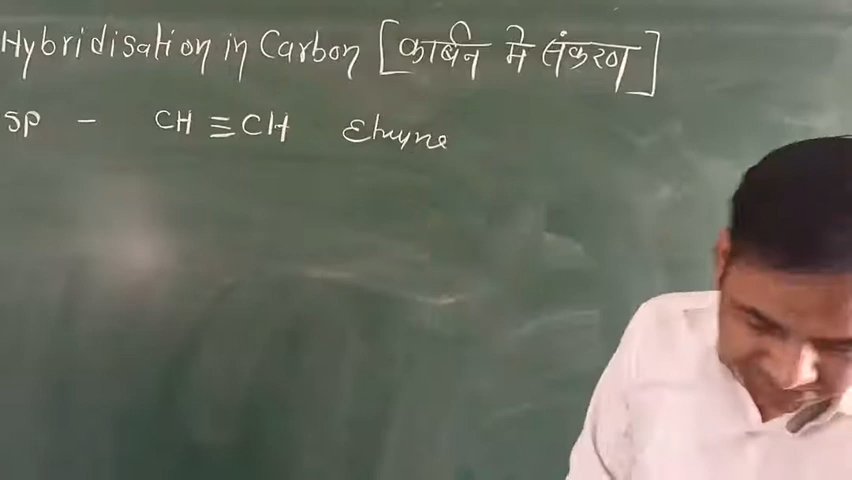 Hybridisation in Carbon [कार्बन मे संकरण]
SP - CH ≡ CH Ethyne